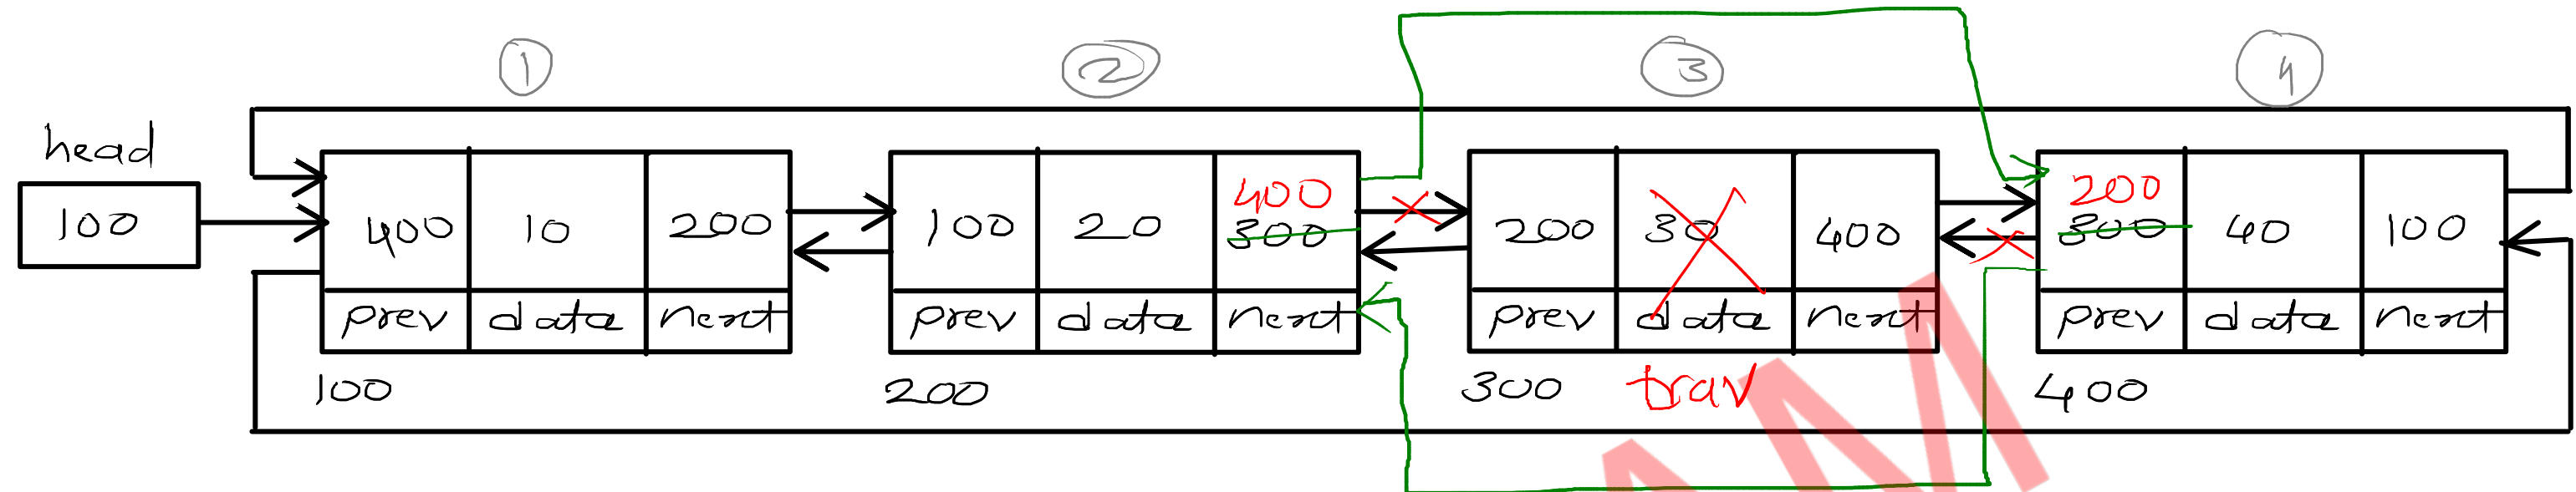 1 2 3 4
head
100
400 10 200
prev data next
100
100 20 400
300
prev data next
200
200 30 400
prev data next
300 trav
200
300 40 100
prev data next
400